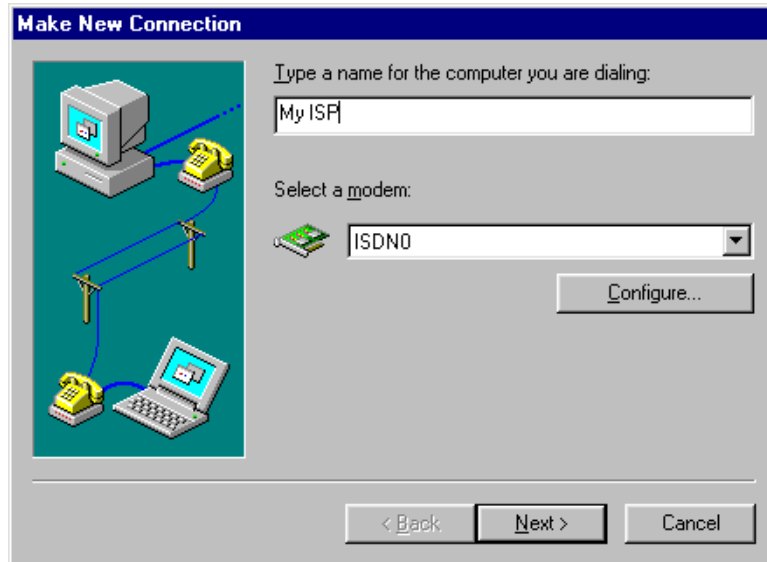 Make New Connection
Type a name for the computer you are dialing:
My ISP
Select a modem:
ISDN0
Configure...
< Back
Next >
Cancel